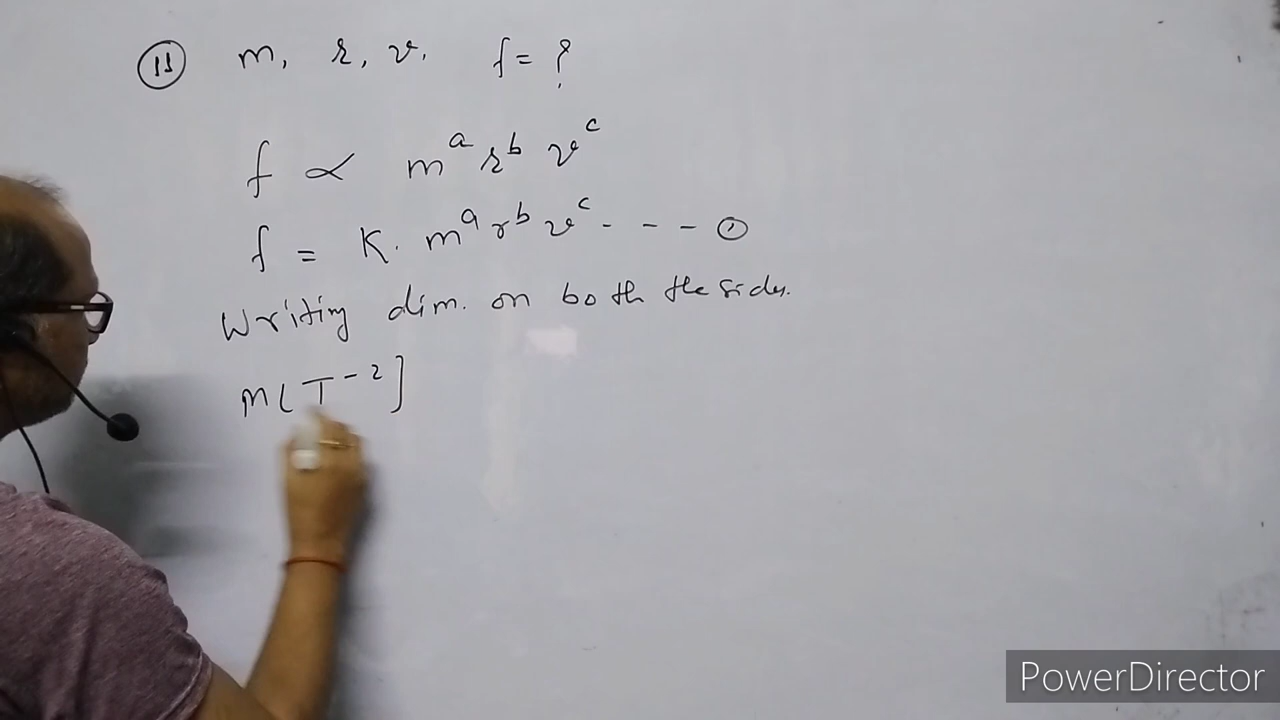 11 m, r, v, f = ?
f ∝ m^a r^b v^c
f = K. m^a r^b v^c - - - 1
Writing dim. on both the sides.
M L T^-2]
PowerDirector